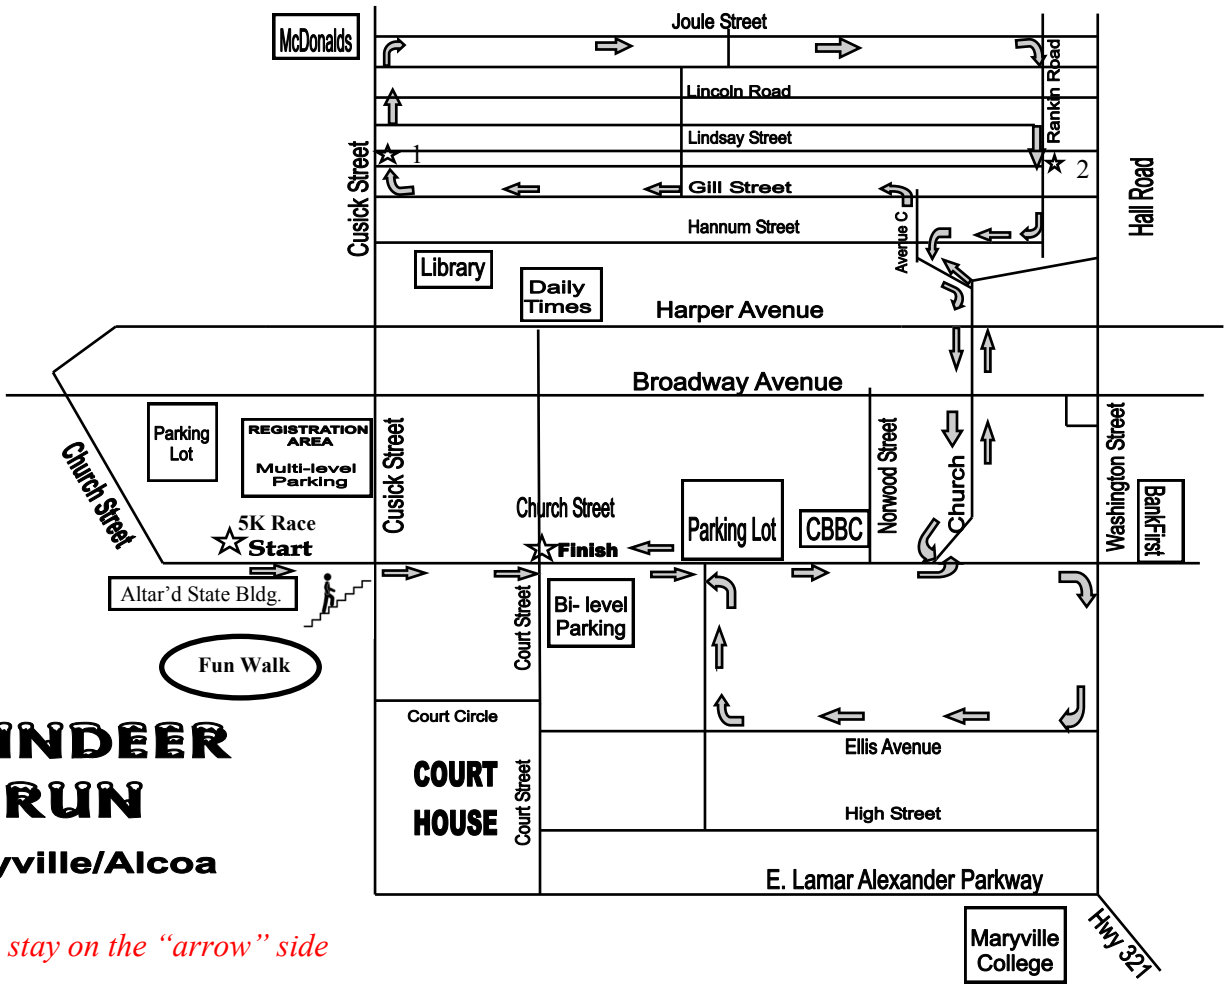 Joule Street
McDonalds
Rankin Road
Lincoln Road
Lindsay Street
1
2
Cusick Street
Gill Street
Hall Road
Hannum Street
Avenue C
Library
Daily
Times
Harper Avenue
Broadway Avenue
Parking
Lot
REGISTRATION
AREA
Multi-level
Parking
Church Street
Cusick Street
Norwood Street
Church
Washington Street
BankFirst
Church Street
Parking Lot
CBBC
5K Race
Start
Finish
Altar'd State Bldg.
Court Street
Bi- level
Parking
Fun Walk
Court Circle
INDEER
RUN
COURT
HOUSE
Court Street
Ellis Avenue
High Street
yville/Alcoa
E. Lamar Alexander Parkway
Hwy 321
Maryville
College
stay on the “arrow” side